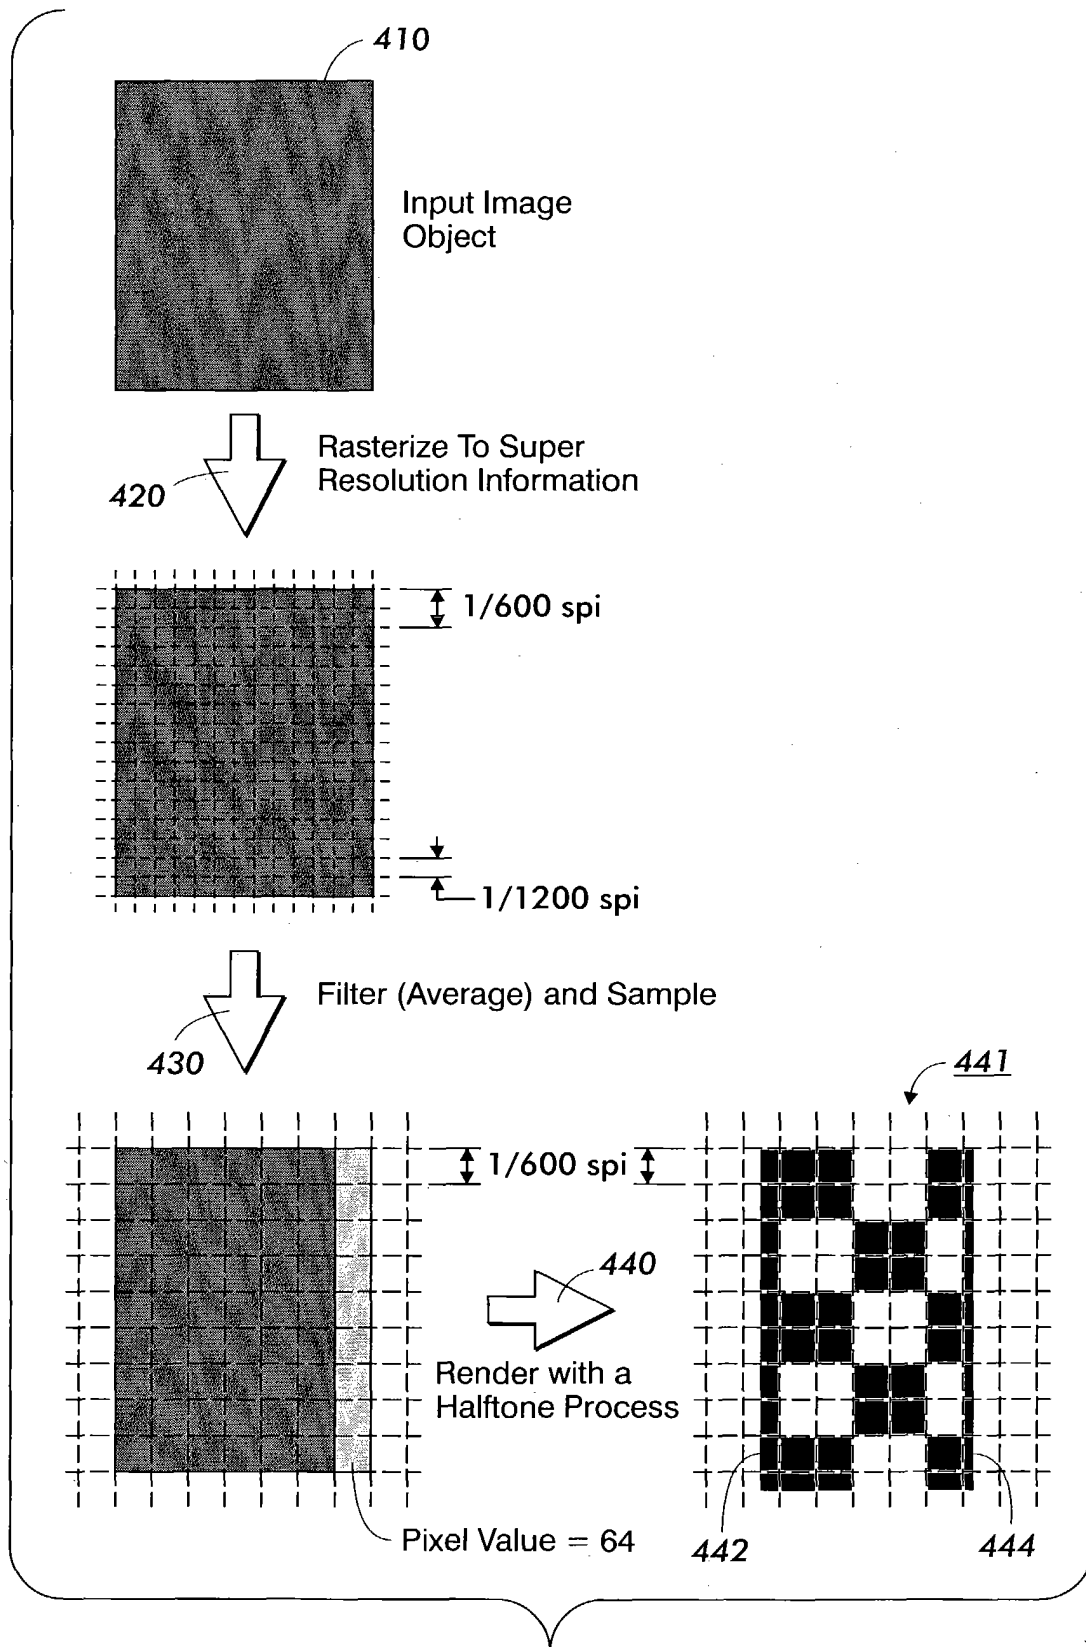 410
Input Image
Object
Rasterize To Super
Resolution Information
420
1/600 spi
1/1200 spi
Filter (Average) and Sample
430
441
1/600 spi
440
Render with a
Halftone Process
Pixel Value = 64
442
444